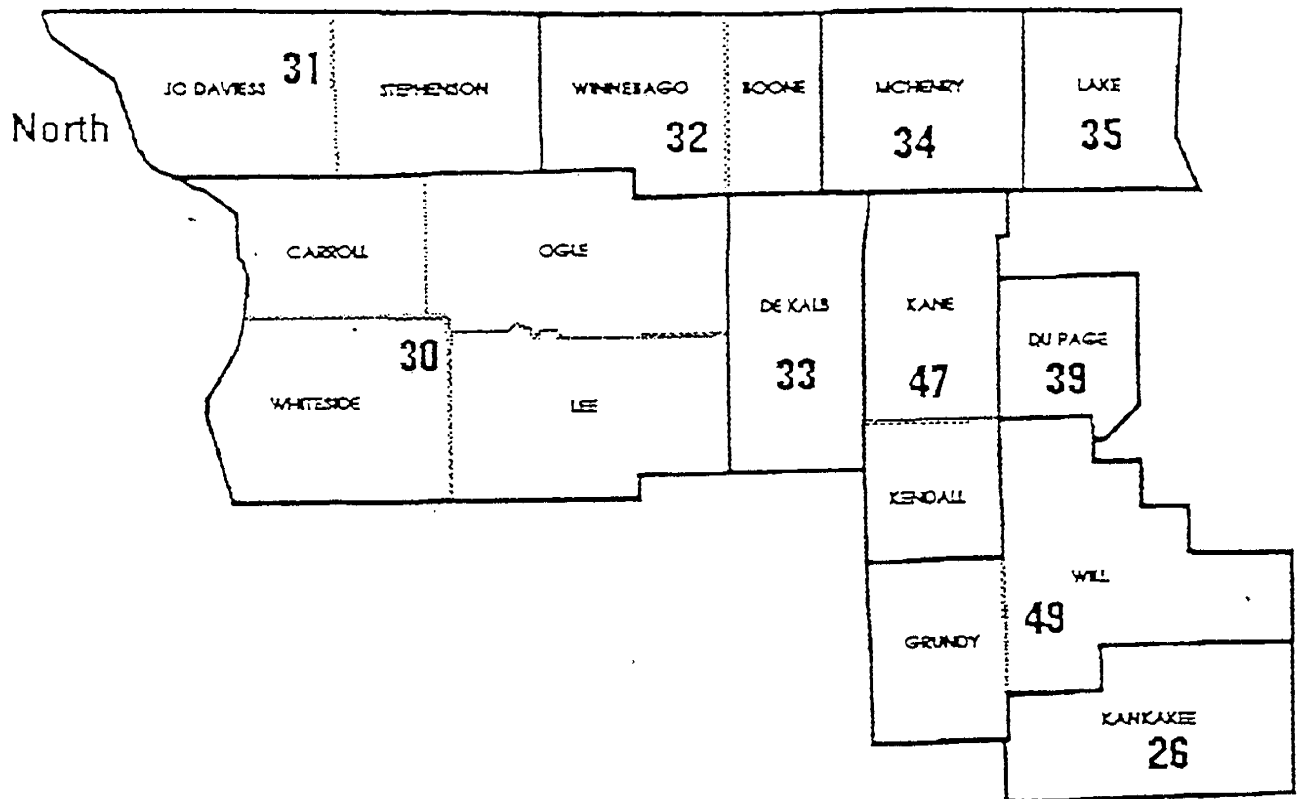 JO DAVIESS 31
STEPHENSON
WINNEBAGO
32
BOONE
MCHENRY
34
LAKE
35
North
CARROLL
OGLE
DE KALB
33
KANE
47
DU PAGE
39
30
WHITESIDE
LEE
KENDALL
WILL
49
GRUNDY
KANKAKEE
26